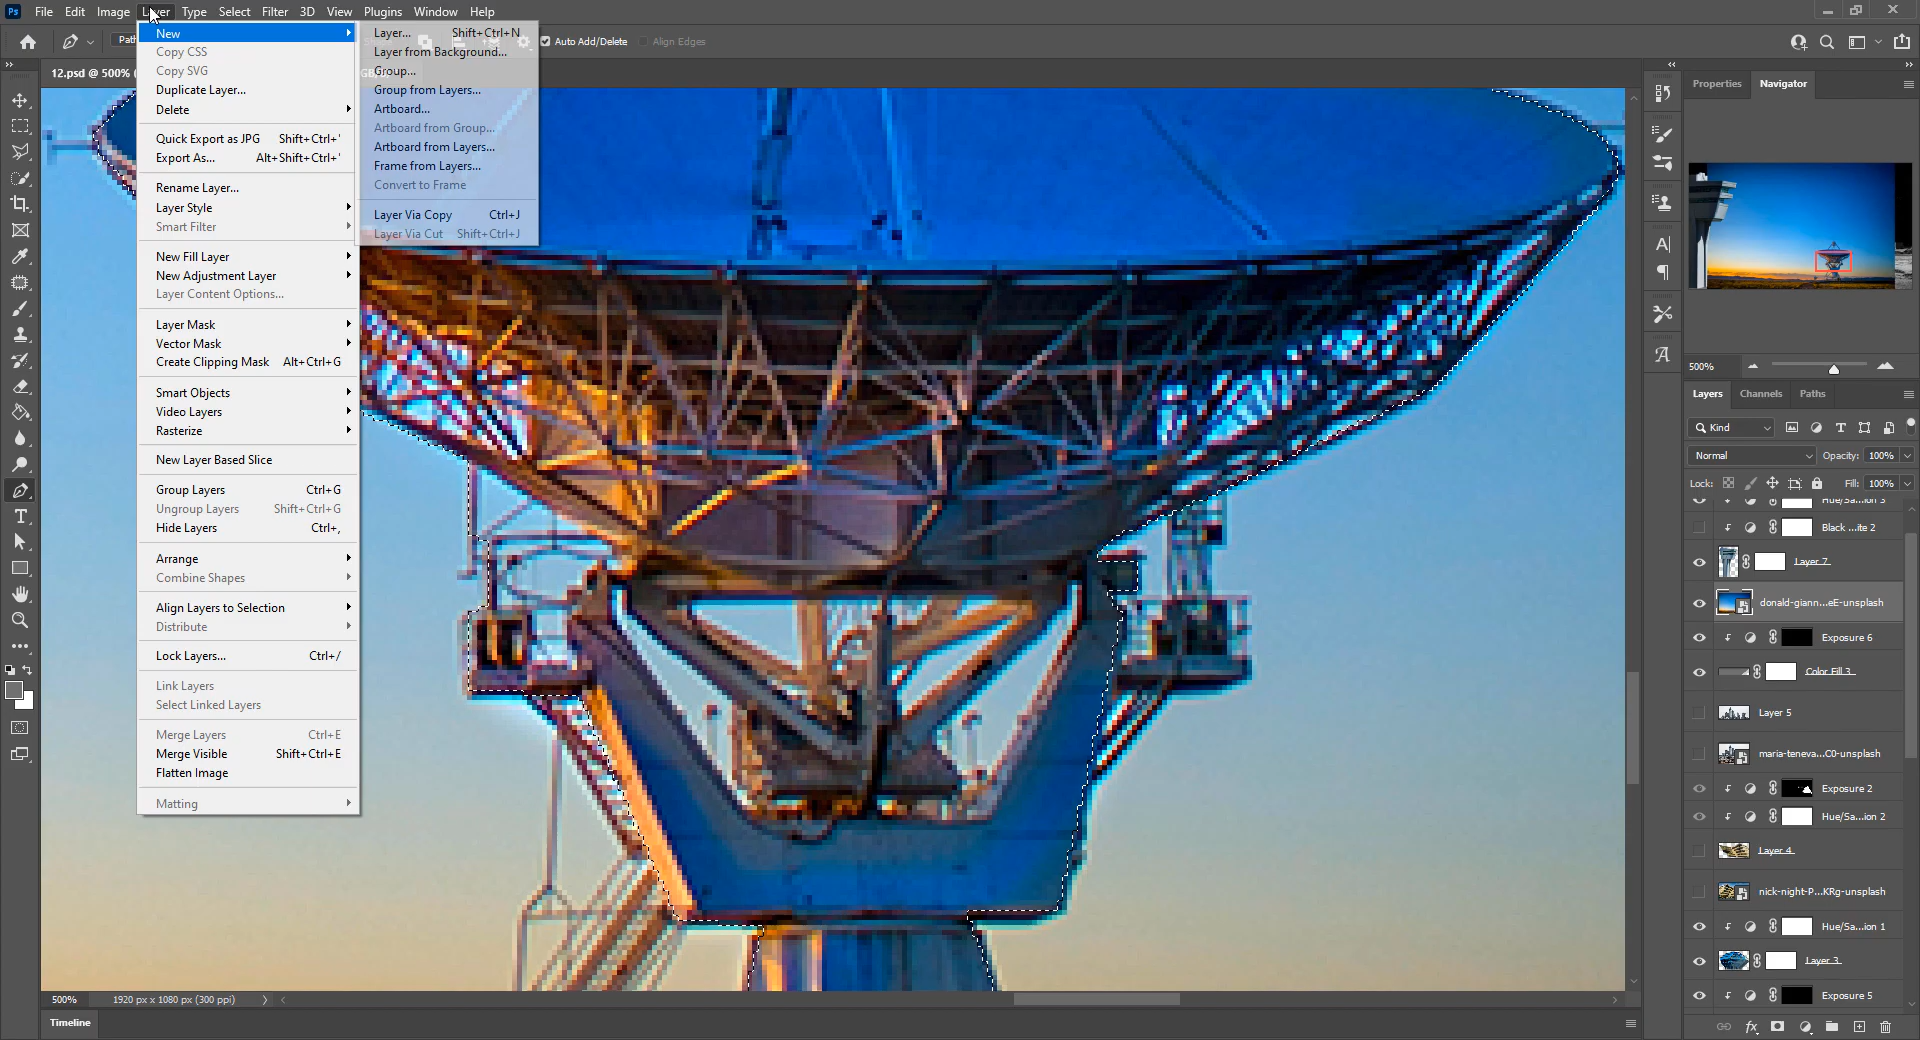 Ps File Edit Image Layer Type Select Filter 3D View Plugins Window Help
Path
Auto Add/Delete
Align Edges
12.psd @ 500% (
New
Copy CSS
Copy SVG
Duplicate Layer...
Delete
Quick Export as JPG Shift+Ctrl+'
Export As... Alt+Shift+Ctrl+'
Rename Layer...
Layer Style
Smart Filter
New Fill Layer
New Adjustment Layer
Layer Content Options...
Layer Mask
Vector Mask
Create Clipping Mask Alt+Ctrl+G
Smart Objects
Video Layers
Rasterize
New Layer Based Slice
Group Layers Ctrl+G
Ungroup Layers Shift+Ctrl+G
Hide Layers Ctrl+,
Arrange
Combine Shapes
Align Layers to Selection
Distribute
Lock Layers... Ctrl+/
Link Layers
Select Linked Layers
Merge Layers Ctrl+E
Merge Visible Shift+Ctrl+E
Flatten Image
Matting
Layer... Shift+Ctrl+N
Layer from Background...
Group...
Group from Layers...
Artboard...
Artboard from Group...
Artboard from Layers...
Frame from Layers...
Convert to Frame
Layer Via Copy Ctrl+J
Layer Via Cut Shift+Ctrl+J
Properties Navigator
500%
Layers Channels Paths
Kind
Normal Opacity: 100%
Lock: Fill: 100%
Hue/Sa...ion 3
Black ...ite 2
Layer 7
donald-giann...eE-unsplash
Exposure 6
Color Fill 3
Layer 5
maria-teneva...C0-unsplash
Exposure 2
Hue/Sa...ion 2
Layer 4
nick-night-P...KRg-unsplash
Hue/Sa...ion 1
Layer 3
Exposure 5
500% 1920 px x 1080 px (300 ppi)
Timeline